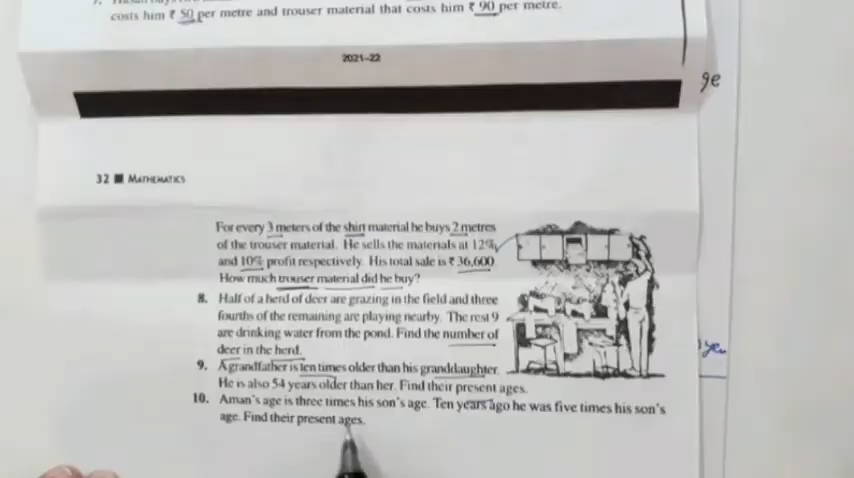 costs him ₹ 50 per metre and trouser material that costs him ₹ 90 per metre.
2021–22
ge
32 ■ MATHEMATICS
For every 3 meters of the shirt material he buys 2 metres
of the trouser material. He sells the materials at 12%
and 10% profit respectively. His total sale is ₹ 36,600.
How much trouser material did he buy?
8. Half of a herd of deer are grazing in the field and three
fourths of the remaining are playing nearby. The rest 9
are drinking water from the pond. Find the number of
deer in the herd.
9. A grandfather is ten times older than his granddaughter.
He is also 54 years older than her. Find their present ages.
10. Aman's age is three times his son's age. Ten years ago he was five times his son's
age. Find their present ages.